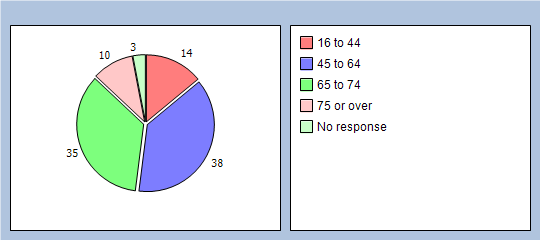 3
10
14
35
38
16 to 44
45 to 64
65 to 74
75 or over
No response